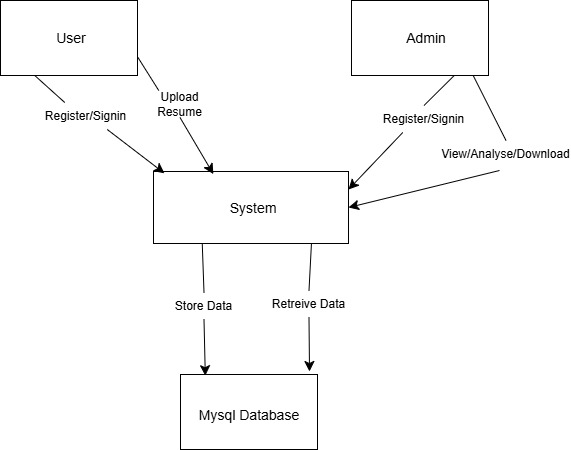 User
Admin
Upload
Resume
Register/Signin
Register/Signin
View/Analyse/Download
System
Store Data
Retreive Data
Mysql Database